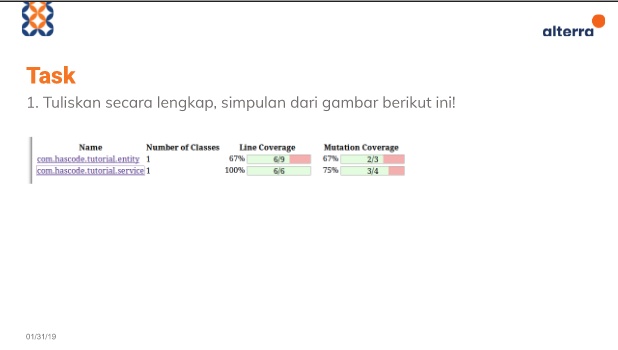 alterra
Task
1. Tuliskan secara lengkap, simpulan dari gambar berikut ini!
Name Number of Classes Line Coverage Mutation Coverage
com.hascode.tutorial.entity 1 67% 6/9 67% 2/3
com.hascode.tutorial.service 1 100% 6/6 75% 3/4
01/31/19